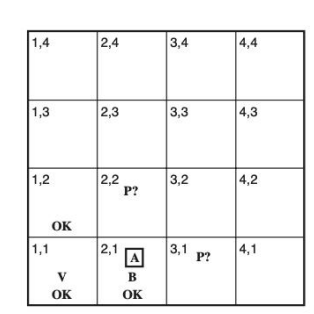 1,4 2,4 3,4 4,4
1,3 2,3 3,3 4,3
1,2 2,2 P? 3,2 4,2
OK
1,1 2,1 A 3,1 P? 4,1
V B
OK OK